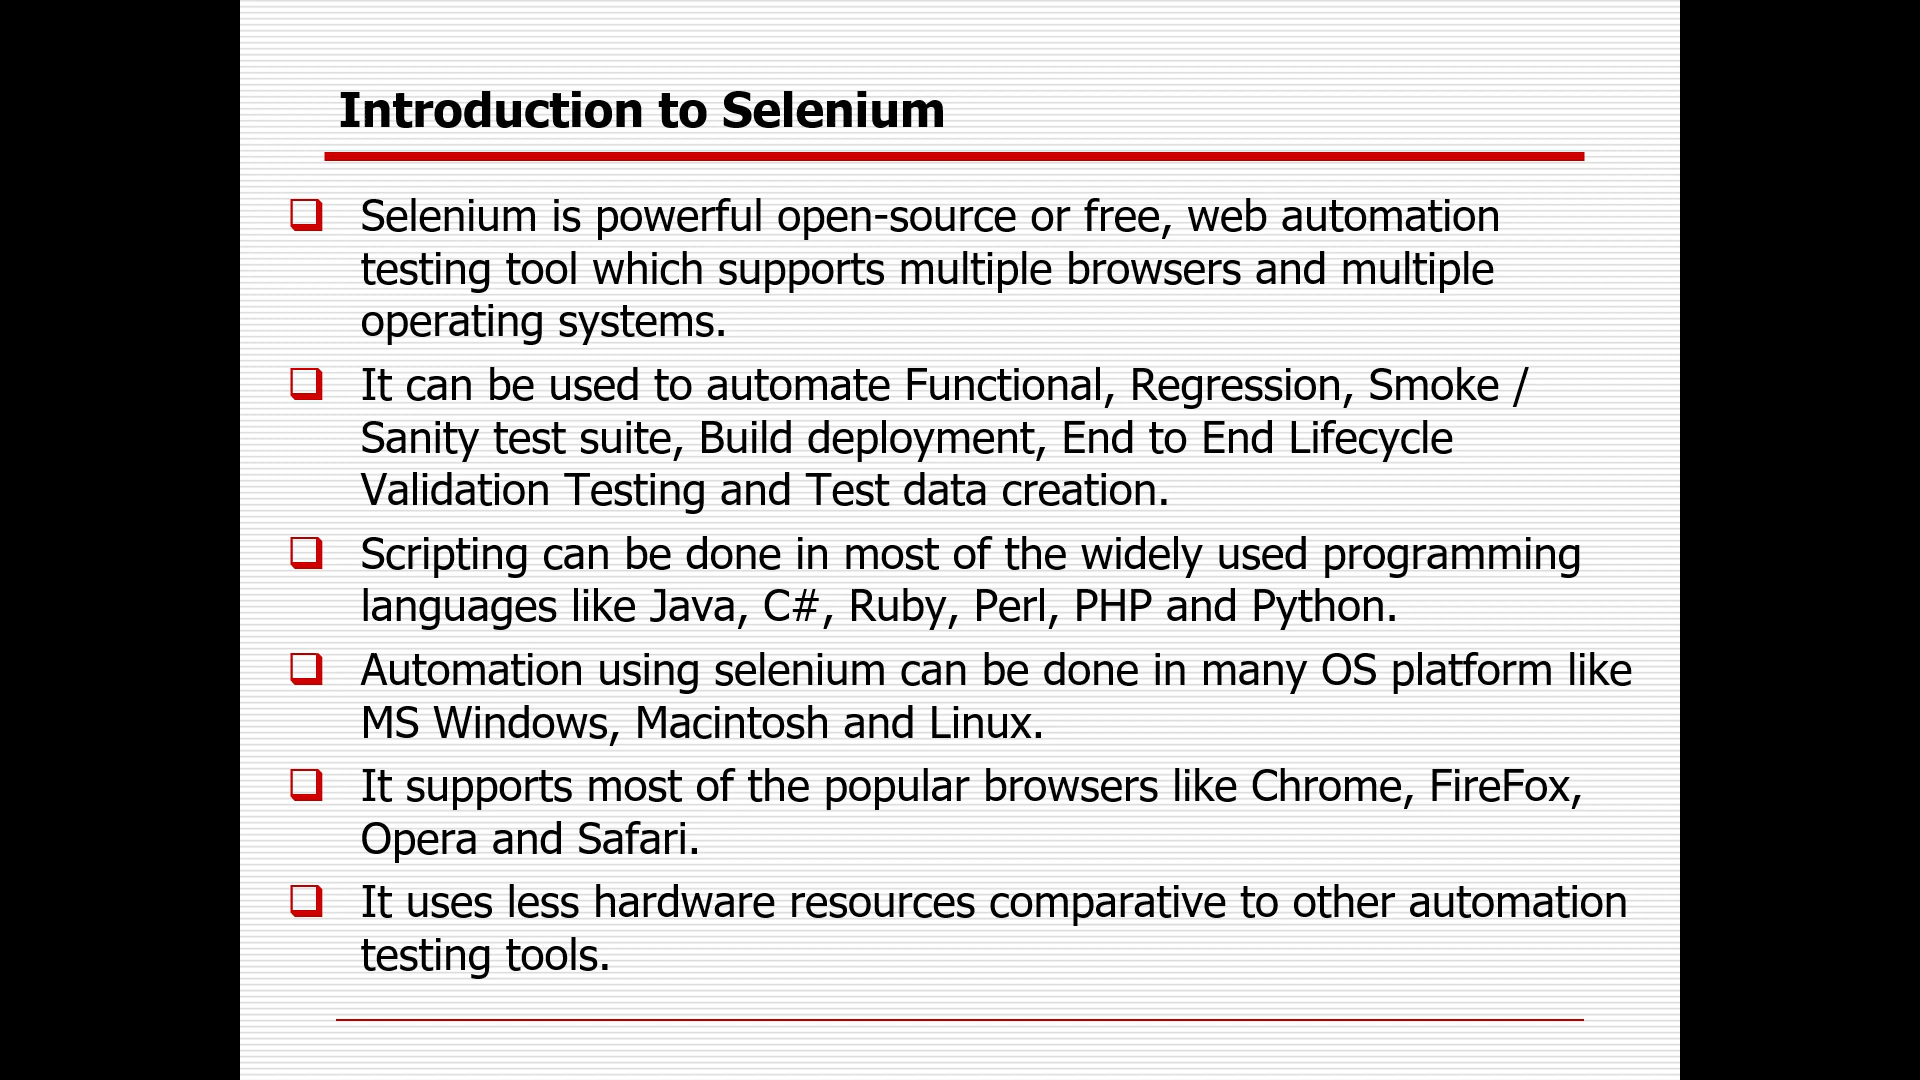 Introduction to Selenium
Selenium is powerful open-source or free, web automation
testing tool which supports multiple browsers and multiple
operating systems.
It can be used to automate Functional, Regression, Smoke /
Sanity test suite, Build deployment, End to End Lifecycle
Validation Testing and Test data creation.
Scripting can be done in most of the widely used programming
languages like Java, C#, Ruby, Perl, PHP and Python.
Automation using selenium can be done in many OS platform like
MS Windows, Macintosh and Linux.
It supports most of the popular browsers like Chrome, FireFox,
Opera and Safari.
It uses less hardware resources comparative to other automation
testing tools.